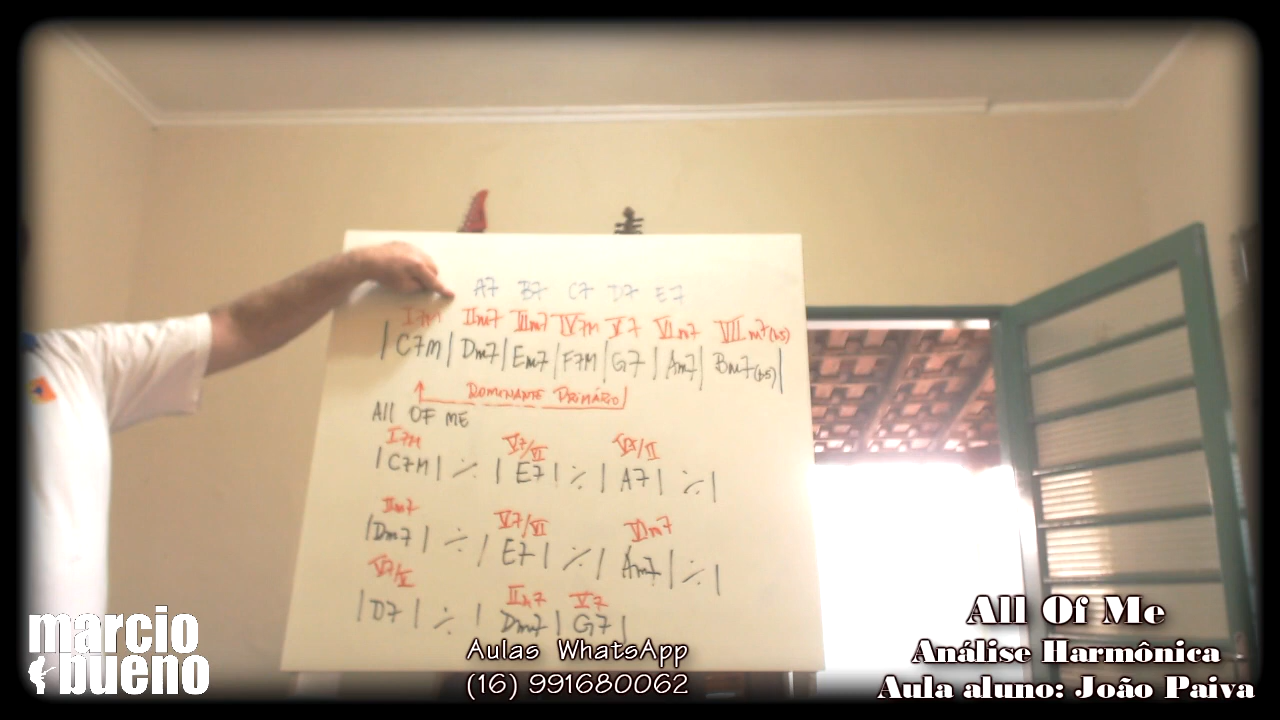 A7 B7 C7 D7 E7
I7M IIm7 IIIm7 IV7M V7 VIm7 VIIm7(b5)
| C7M | Dm7 | Em7 | F7M | G7 | Am7 | Bm7(b5) |
DOMINANTE PRIMÁRIO
All OF ME
I7M V7/VI V7/II
| C7M | ٪ | E7 | ٪ | A7 | ٪ |
IIm7 V7/VI VIm7
| Dm7 | ٪ | E7 | ٪ | Am7 | ٪ |
V7/V IIm7 V7
| D7 | ٪ | Dm7 | G7 |
marcio
bueno
Aulas WhatsApp
(16) 991680062
All Of Me
Análise Harmônica
Aula aluno: João Paiva